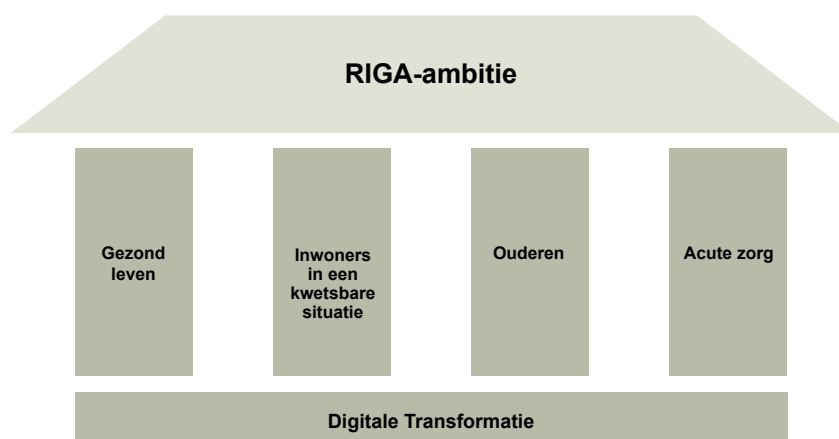 RIGA-ambitie
Gezond
leven
Inwoners
in een
kwetsbare
situatie
Ouderen
Acute zorg
Digitale Transformatie